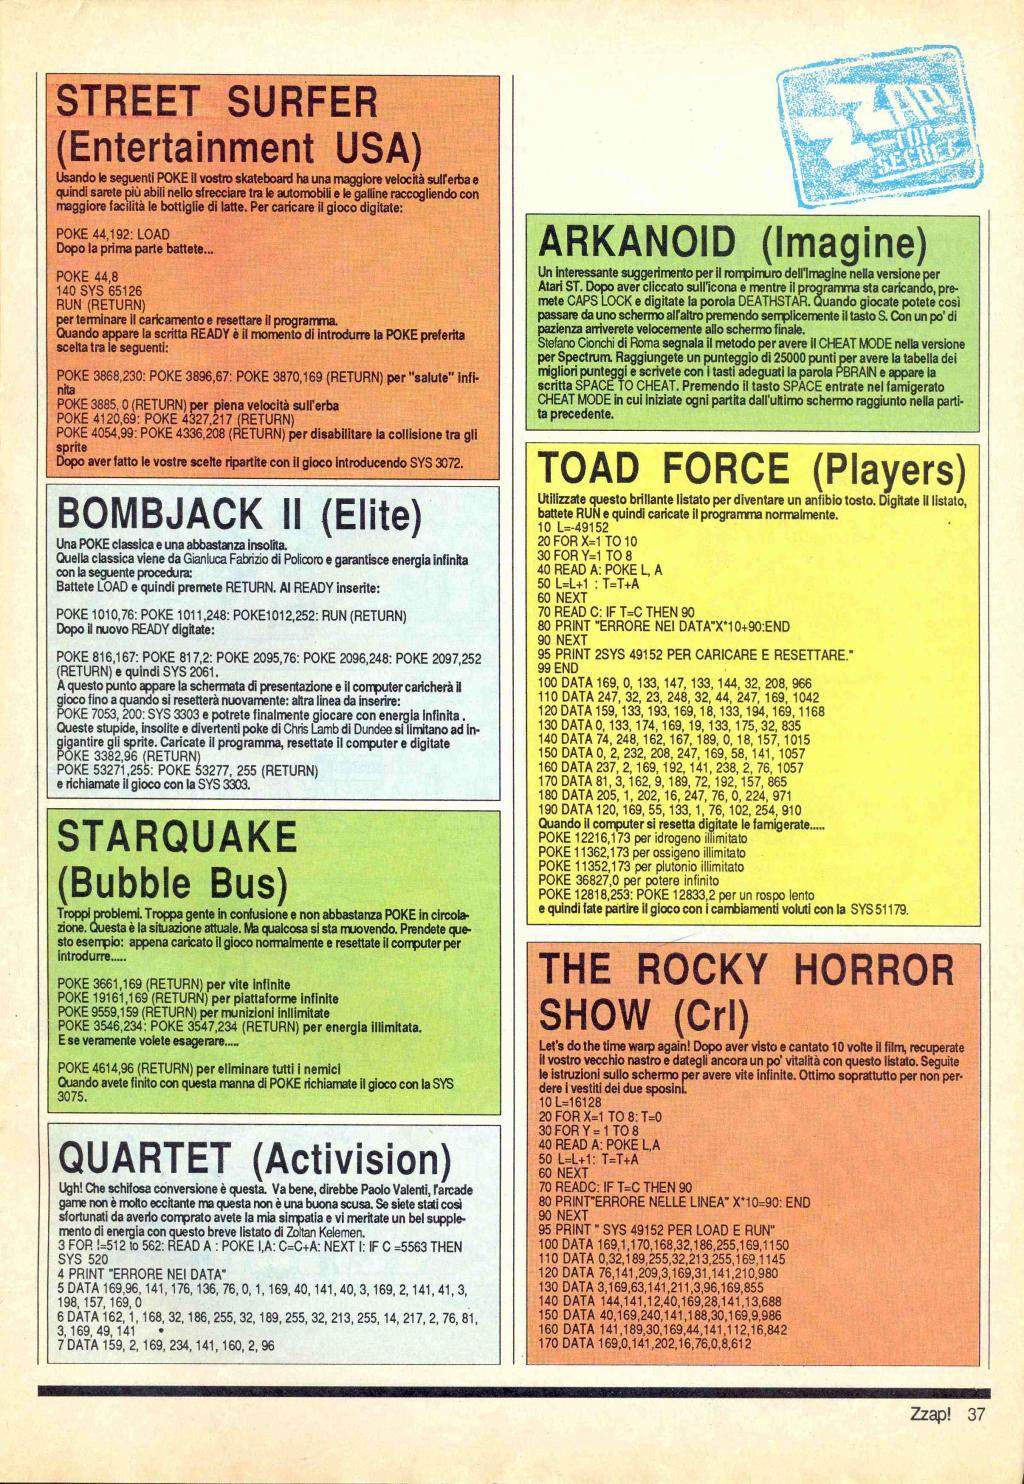 STREET SURFER
(Entertainment USA)
Usando le seguenti POKE il vostro skateboard ha una maggiore velocità sull'erba e
quindi sarete più abili nello sfrecciare tra le automobili e le galline raccogliendo con
maggiore facilità le bottiglie di latte. Per caricare il gioco digitate:
POKE 44,192: LOAD
Dopo la prima parte battete...
POKE 44,8
140 SYS 65126
RUN (RETURN)
per terminare il caricamento e resettare il programma.
Quando appare la scritta READY è il momento di introdurre la POKE preferita
scelta tra le seguenti:
POKE 3868,230: POKE 3896,67: POKE 3870,169 (RETURN) per "salute" infi-
nita
POKE 3885, 0 (RETURN) per piena velocità sull'erba
POKE 4120,69: POKE 4327,217 (RETURN)
POKE 4054,99: POKE 4336,208 (RETURN) per disabilitare la collisione tra gli
sprite
Dopo aver fatto le vostre scelte ripartite con il gioco introducendo SYS 3072.
BOMBJACK II (Elite)
Una POKE classica e una abbastanza insolita.
Quella classica viene da Gianluca Fabrizio di Policoro e garantisce energia infinita
con la seguente procedura:
Battete LOAD e quindi premete RETURN. Al READY inserite:
POKE 1010,76: POKE 1011,248: POKE1012,252: RUN (RETURN)
Dopo il nuovo READY digitate:
POKE 816,167: POKE 817,2: POKE 2095,76: POKE 2096,248: POKE 2097,252
(RETURN) e quindi SYS 2061.
A questo punto appare la schermata di presentazione e il computer caricherà il
gioco fino a quando si resetterà nuovamente: altra linea da inserire:
POKE 7053, 200: SYS 3303 e potrete finalmente giocare con energia Infinita .
Queste stupide, insolite e divertenti poke di Chris Lamb di Dundee si limitano ad in-
gigantire gli sprite. Caricate il programma, resettate il computer e digitate
POKE 3382,96 (RETURN)
POKE 53271,255: POKE 53277, 255 (RETURN)
e richiamate il gioco con la SYS 3303.
STARQUAKE
(Bubble Bus)
Troppi problemi. Troppa gente in confusione e non abbastanza POKE in circola-
zione. Questa è la situazione attuale. Ma qualcosa si sta muovendo. Prendete que-
sto esempio: appena caricato il gioco normalmente e resettate il computer per
introdurre.....
POKE 3661,169 (RETURN) per vite infinite
POKE 19161,169 (RETURN) per piattaforme infinite
POKE 9559,159 (RETURN) per munizioni inllimitate
POKE 3546,234: POKE 3547,234 (RETURN) per energia illimitata.
E se veramente volete esagerare.....
POKE 4614,96 (RETURN) per eliminare tutti i nemici
Quando avete finito con questa manna di POKE richiamate il gioco con la SYS
3075.
QUARTET (Activision)
Ugh! Che schifosa conversione è questa. Va bene, direbbe Paolo Valenti, l'arcade
game non è molto eccitante ma questa non è una buona scusa. Se siete stati così
sfortunati da averlo comprato avete la mia simpatia e vi meritate un bel supple-
mento di energia con questo breve listato di Zoltan Kelemen.
3 FOR !=512 to 562: READ A : POKE I,A: C=C+A: NEXT I: IF C =5563 THEN
SYS 520
4 PRINT "ERRORE NEI DATA"
5 DATA 169,96, 141, 176, 136, 76, 0, 1, 169, 40, 141, 40, 3, 169, 2, 141, 41, 3,
198, 157, 169, 0
6 DATA 162, 1, 168, 32, 186, 255, 32, 189, 255, 32, 213, 255, 14, 217, 2, 76, 81,
3, 169, 49, 141
7 DATA 159, 2, 169, 234, 141, 160, 2, 96
ZZAP!
TOP
SECRET
ARKANOID (Imagine)
Un interessante suggerimento per il rompimuro dell'Imagine nella versione per
Atari ST. Dopo aver cliccato sull'icona e mentre il programma sta caricando, pre-
mete CAPS LOCK e digitate la porola DEATHSTAR. Quando giocate potete così
passare da uno schermo all'altro premendo semplicemente il tasto S. Con un po' di
pazienza arriverete velocemente allo schermo finale.
Stefano Cionchi di Roma segnala il metodo per avere il CHEAT MODE nella versione
per Spectrum. Raggiungete un punteggio di 25000 punti per avere la tabella dei
migliori punteggi e scrivete con i tasti adeguati la parola PBRAIN e appare la
scritta SPACE TO CHEAT. Premendo il tasto SPACE entrate nel famigerato
CHEAT MODE in cui iniziate ogni partita dall'ultimo schermo raggiunto nella parti-
ta precedente.
TOAD FORCE (Players)
Utilizzate questo brillante listato per diventare un anfibio tosto. Digitate il listato,
battete RUN e quindi caricate il programma normalmente.
10 L=-49152
20 FOR X=1 TO 10
30 FOR Y=1 TO 8
40 READ A: POKE L, A
50 L=L+1 : T=T+A
60 NEXT
70 READ C: IF T=C THEN 90
80 PRINT "ERRORE NEI DATA"X*10+90:END
90 NEXT
95 PRINT 2SYS 49152 PER CARICARE E RESETTARE."
99 END
100 DATA 169, 0, 133, 147, 133, 144, 32, 208, 966
110 DATA 247, 32, 23, 248, 32, 44, 247, 169, 1042
120 DATA 159, 133, 193, 169, 18, 133, 194, 169, 1168
130 DATA 0, 133, 174, 169, 19, 133, 175, 32, 835
140 DATA 74, 248, 162, 167, 189, 0, 18, 157, 1015
150 DATA 0, 2, 232, 208, 247, 169, 58, 141, 1057
160 DATA 237, 2, 169, 192, 141, 238, 2, 76, 1057
170 DATA 81, 3, 162, 9, 189, 72, 192, 157, 865
180 DATA 205, 1, 202, 16, 247, 76, 0, 224, 971
190 DATA 120, 169, 55, 133, 1, 76, 102, 254, 910
Quando il computer si resetta digitate le famigerate.....
POKE 12216,173 per idrogeno illimitato
POKE 11362,173 per ossigeno illimitato
POKE 11352,173 per plutonio illimitato
POKE 36827,0 per potere infinito
POKE 12818,253: POKE 12833,2 per un rospo lento
e quindi fate partire il gioco con i cambiamenti voluti con la SYS 51179.
THE ROCKY HORROR
SHOW (Crl)
Let's do the time warp again! Dopo aver visto e cantato 10 volte il film, recuperate
il vostro vecchio nastro e dategli ancora un po' vitalità con questo listato. Seguite
le istruzioni sullo schermo per avere vite infinite. Ottimo soprattutto per non per-
dere i vestiti dei due sposini.
10 L=16128
20 FOR X=1 TO 8: T=0
30 FOR Y = 1 TO 8
40 READ A: POKE L,A
50 L=L+1: T=T+A
60 NEXT
70 READC: IF T=C THEN 90
80 PRINT"ERRORE NELLE LINEA" X*10=90: END
90 NEXT
95 PRINT " SYS 49152 PER LOAD E RUN"
100 DATA 169,1,170,168,32,186,255,169,1150
110 DATA 0,32,189,255,32,213,255,169,1145
120 DATA 76,141,209,3,169,31,141,210,980
130 DATA 3,169,63,141,211,3,96,169,855
140 DATA 144,141,12,40,169,28,141,13,688
150 DATA 40,169,240,141,188,30,169,9,986
160 DATA 141,189,30,169,44,141,112,16,842
170 DATA 169,0,141,202,16,76,0,8,612
Zzap! 37